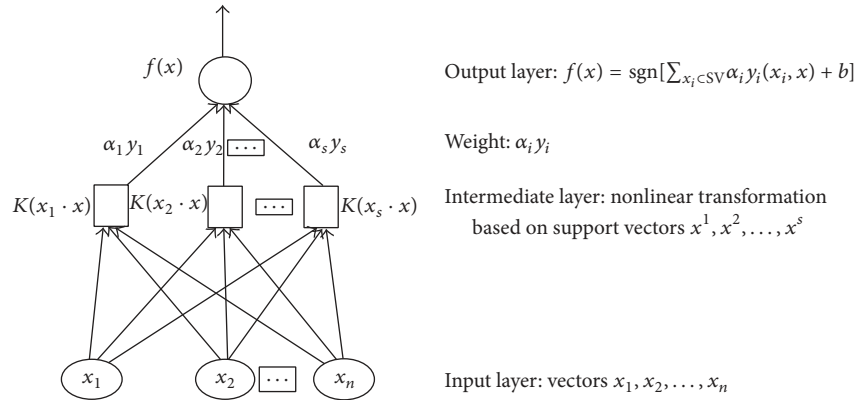 f(x)
Output layer: f(x) = sgn[∑_{x_i⊂SV} α_i y_i (x_i, x) + b]
α_1 y_1 α_2 y_2 ··· α_s y_s
Weight: α_i y_i
K(x_1 · x) K(x_2 · x) ··· K(x_s · x)
Intermediate layer: nonlinear transformation
based on support vectors x^1, x^2, . . . , x^s
x_1 x_2 ··· x_n
Input layer: vectors x_1, x_2, . . . , x_n